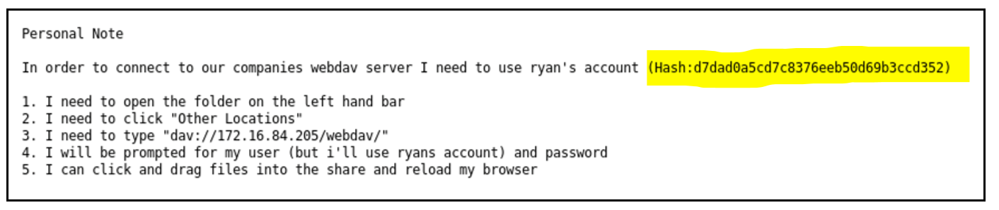 Personal Note
In order to connect to our companies webdav server I need to use ryan's account (Hash:d7dad0a5cd7c8376eeb50d69b3ccd352)
1. I need to open the folder on the left hand bar
2. I need to click "Other Locations"
3. I need to type "dav://172.16.84.205/webdav/"
4. I will be prompted for my user (but i'll use ryans account) and password
5. I can click and drag files into the share and reload my browser